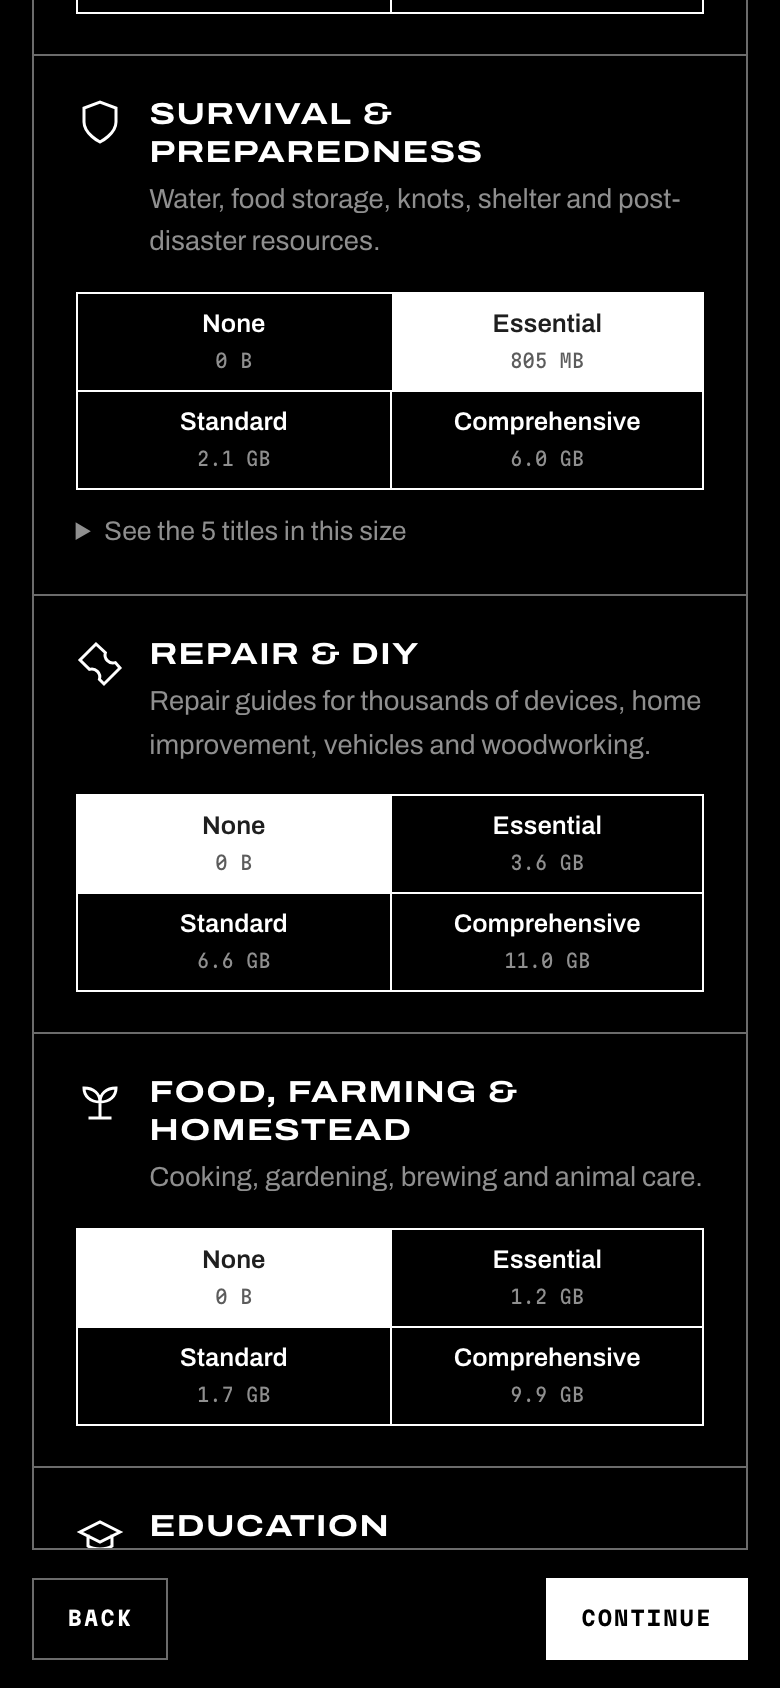 SURVIVAL &
PREPAREDNESS
Water, food storage, knots, shelter and post-
disaster resources.
None
0 B
Essential
805 MB
Standard
2.1 GB
Comprehensive
6.0 GB
See the 5 titles in this size
REPAIR & DIY
Repair guides for thousands of devices, home
improvement, vehicles and woodworking.
None
0 B
Essential
3.6 GB
Standard
6.6 GB
Comprehensive
11.0 GB
FOOD, FARMING &
HOMESTEAD
Cooking, gardening, brewing and animal care.
None
0 B
Essential
1.2 GB
Standard
1.7 GB
Comprehensive
9.9 GB
EDUCATION
BACK
CONTINUE